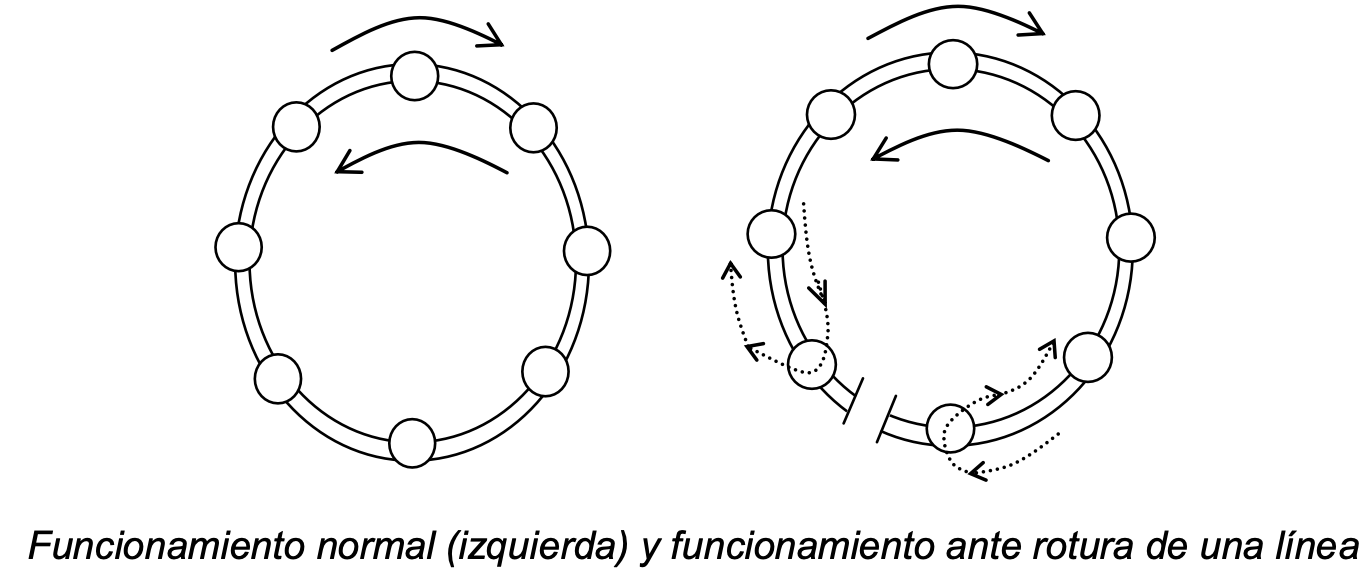 Funcionamiento normal (izquierda) y funcionamiento ante rotura de una línea